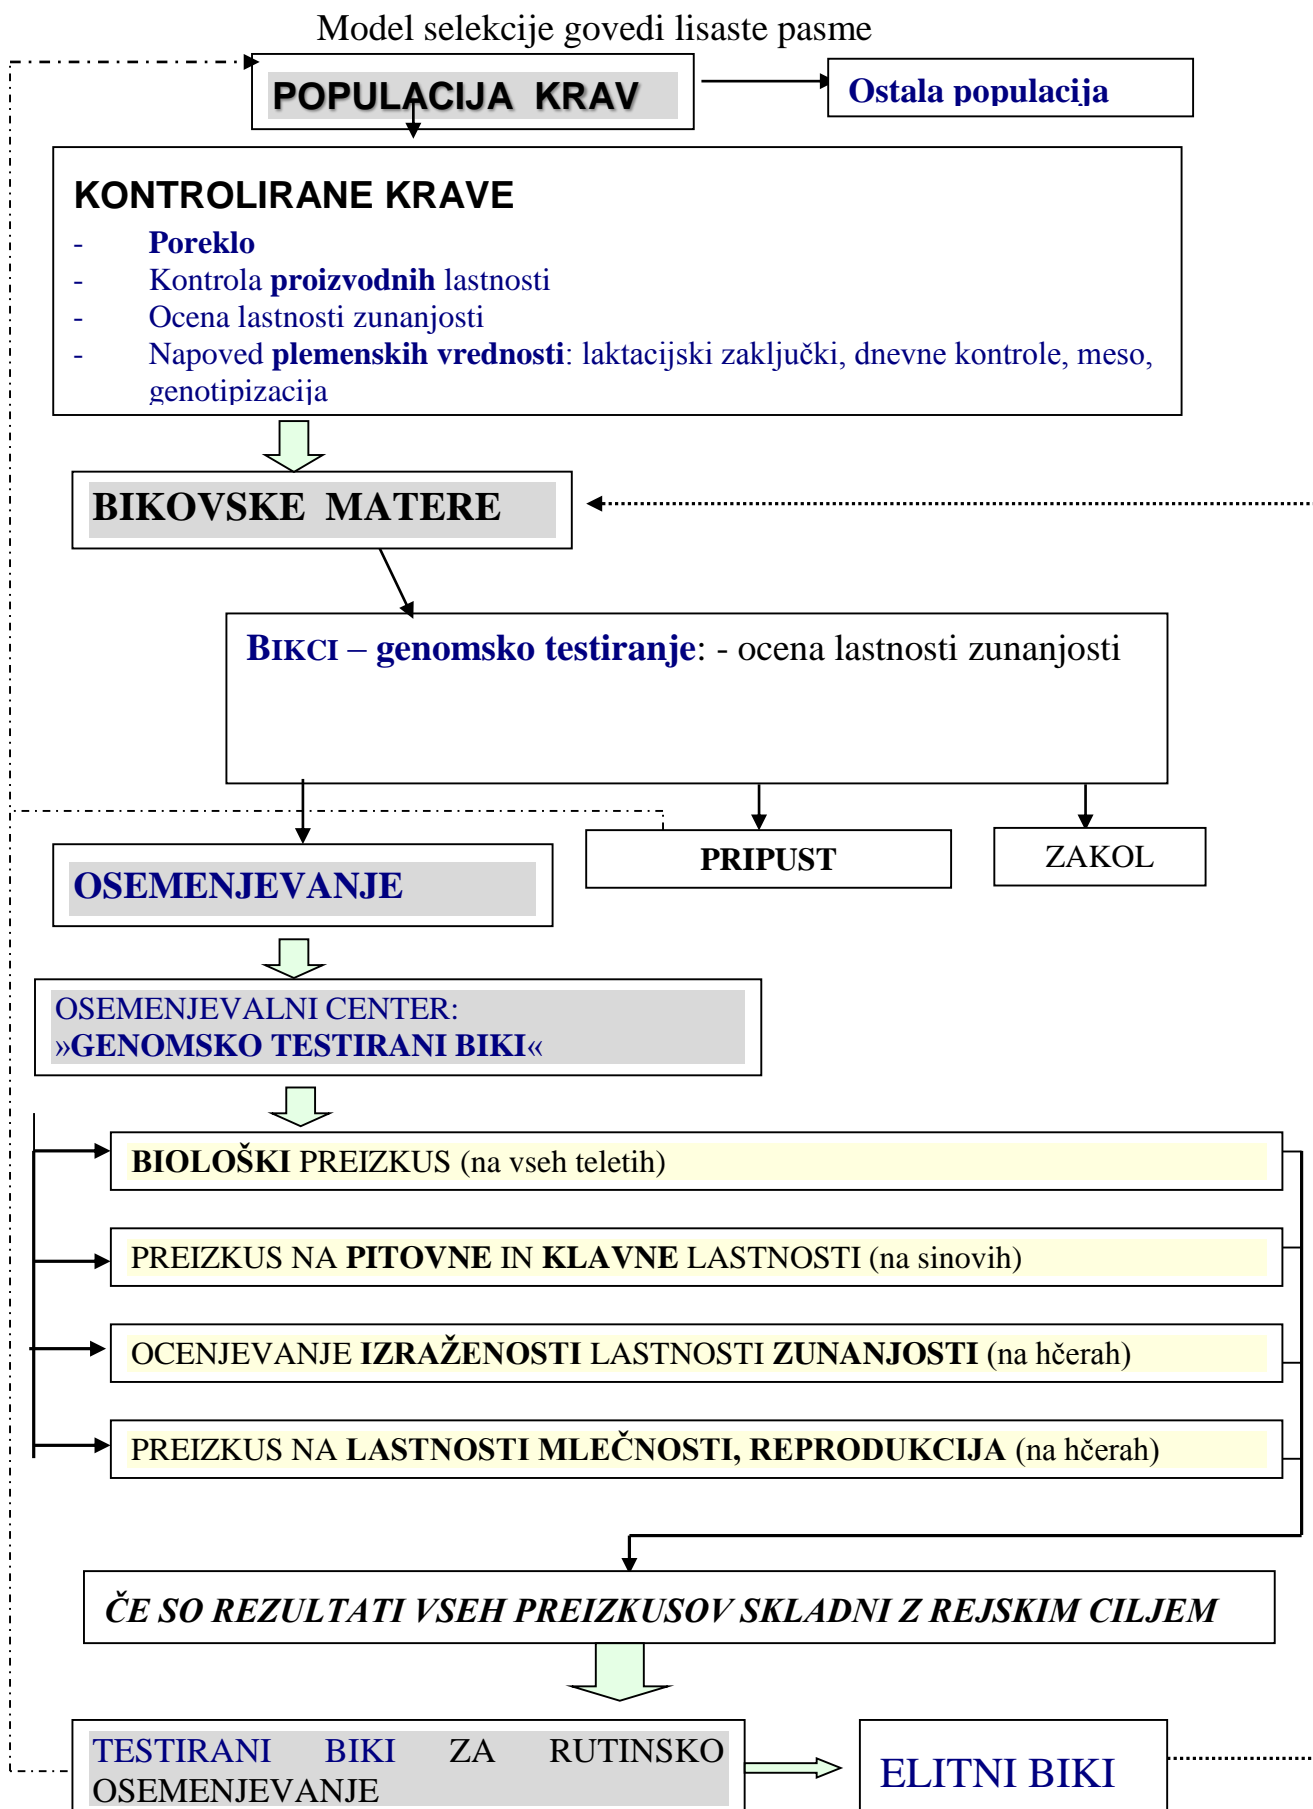 Model selekcije govedi lisaste pasme
POPULACIJA KRAV
Ostala populacija
KONTROLIRANE KRAVE
- Poreklo
- Kontrola proizvodnih lastnosti
- Ocena lastnosti zunanjosti
- Napoved plemenskih vrednosti: laktacijski zaključki, dnevne kontrole, meso,
genotipizacija
BIKOVSKE MATERE
BIKCI – genomsko testiranje: - ocena lastnosti zunanjosti
OSEMENJEVANJE
PRIPUST
ZAKOL
OSEMENJEVALNI CENTER:
»GENOMSKO TESTIRANI BIKI«
BIOLOŠKI PREIZKUS (na vseh teletih)
PREIZKUS NA PITOVNE IN KLAVNE LASTNOSTI (na sinovih)
OCENJEVANJE IZRAŽENOSTI LASTNOSTI ZUNANJOSTI (na hčerah)
PREIZKUS NA LASTNOSTI MLEČNOSTI, REPRODUKCIJA (na hčerah)
ČE SO REZULTATI VSEH PREIZKUSOV SKLADNI Z REJSKIM CILJEM
TESTIRANI BIKI ZA RUTINSKO
OSEMENJEVANJE
ELITNI BIKI